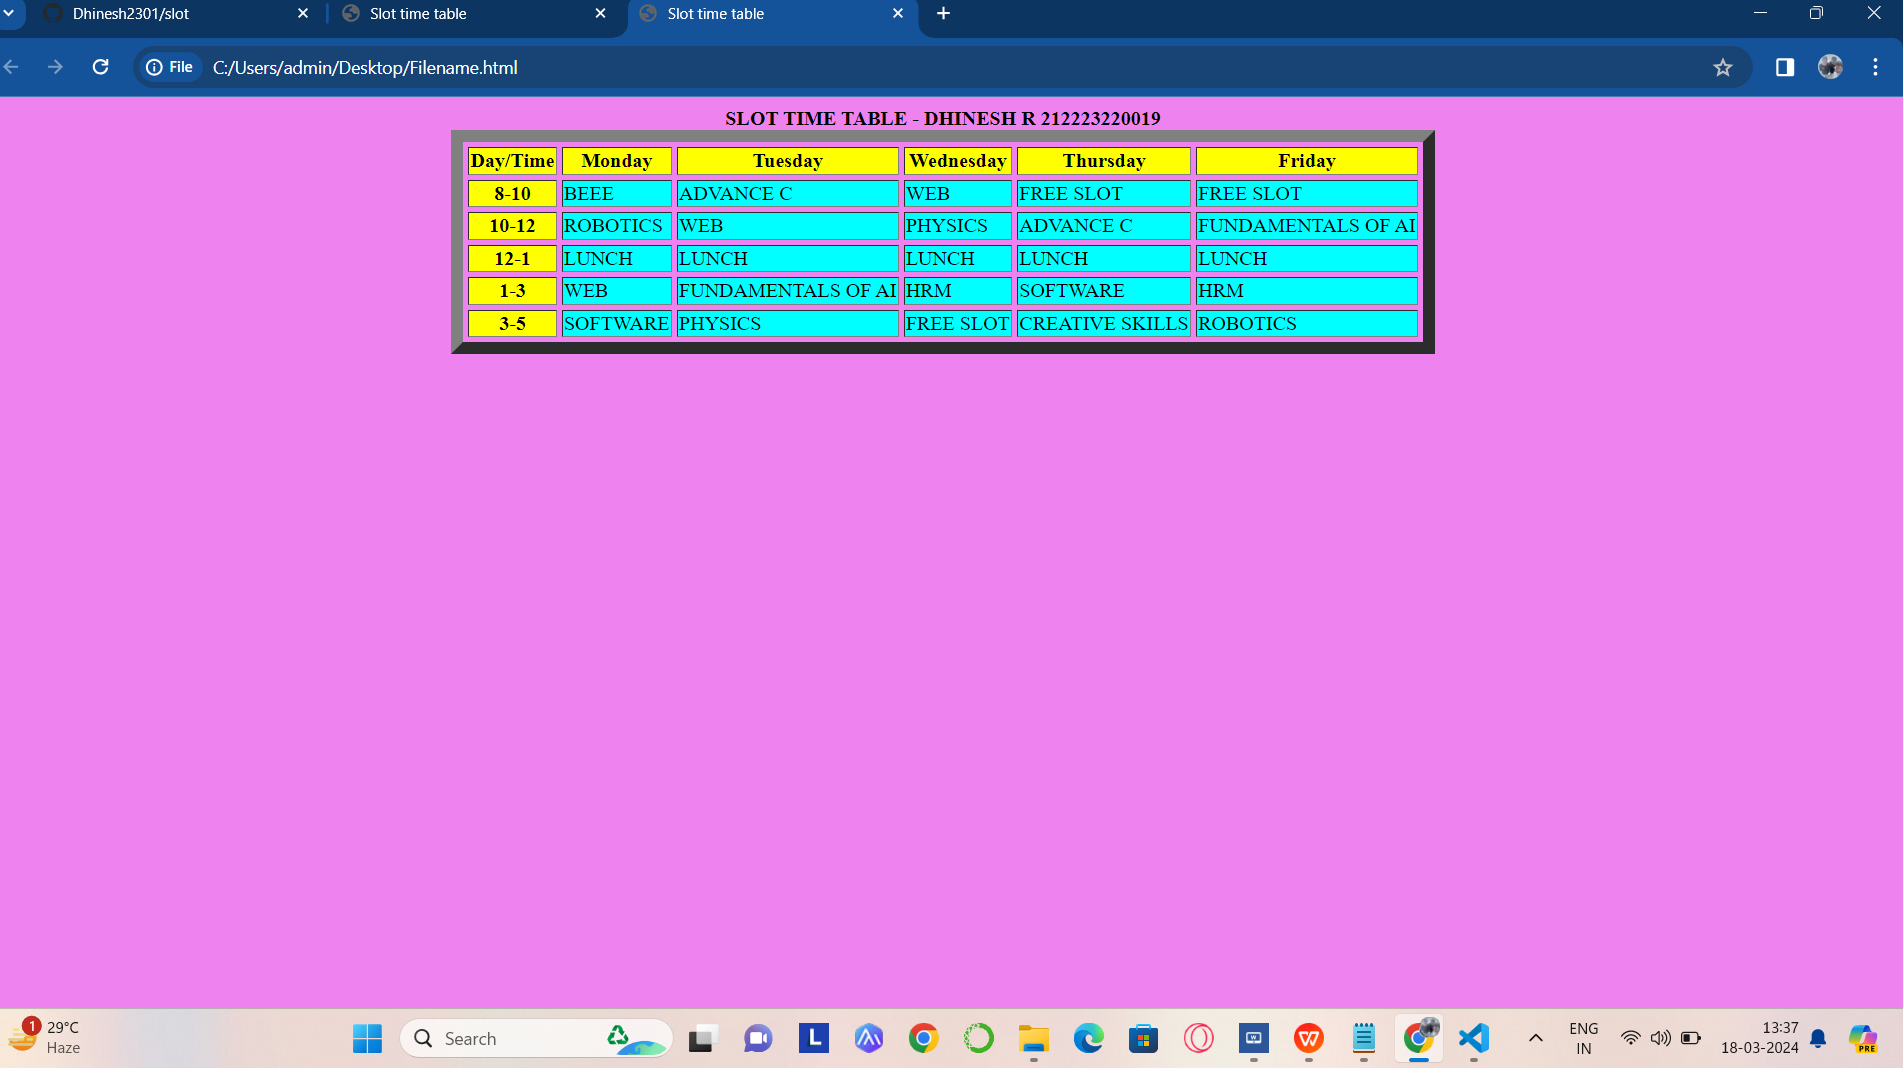 Dhinesh2301/slot
Slot time table
Slot time table
File C:/Users/admin/Desktop/Filename.html
SLOT TIME TABLE - DHINESH R 212223220019
Day/Time Monday Tuesday Wednesday Thursday Friday
8-10 BEEE ADVANCE C WEB FREE SLOT FREE SLOT
10-12 ROBOTICS WEB PHYSICS ADVANCE C FUNDAMENTALS OF AI
12-1 LUNCH LUNCH LUNCH LUNCH LUNCH
1-3 WEB FUNDAMENTALS OF AI HRM SOFTWARE HRM
3-5 SOFTWARE PHYSICS FREE SLOT CREATIVE SKILLS ROBOTICS
1
29°C
Haze
Search
L
W
W
ENG
IN
13:37
18-03-2024
PRE